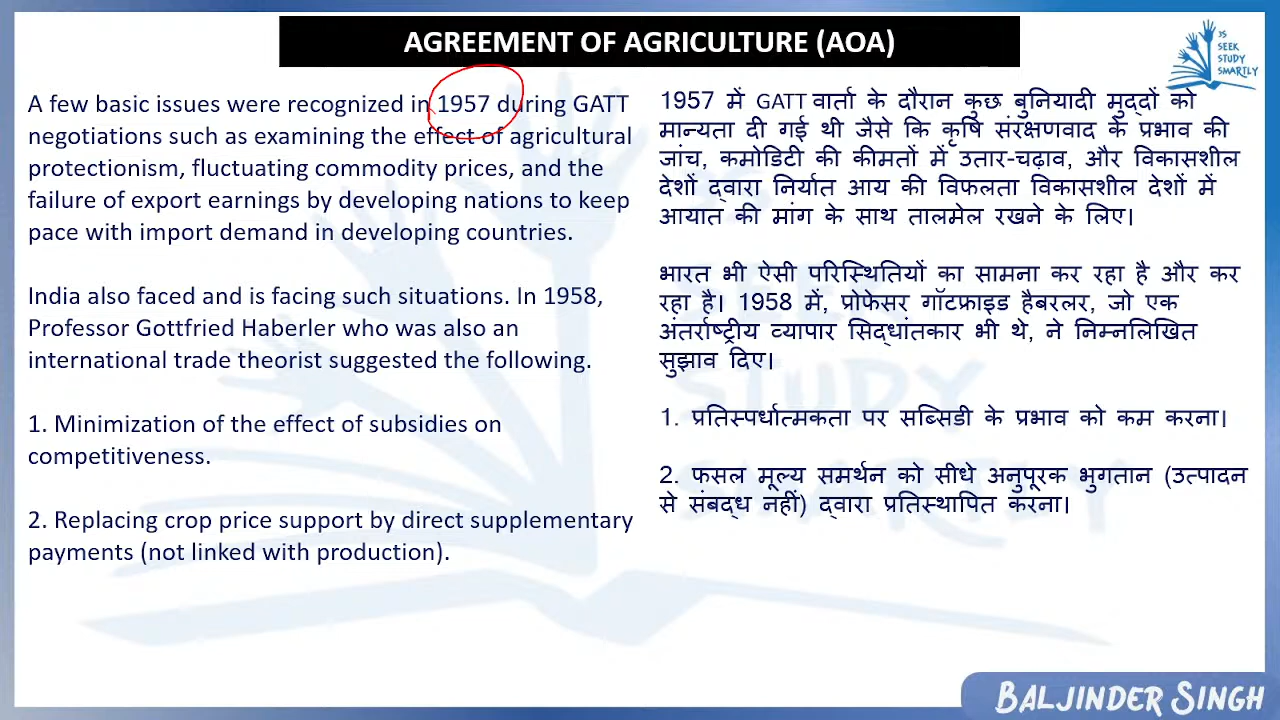 AGREEMENT OF AGRICULTURE (AOA)
3S
SEEK
STUDY
SMARTLY
A few basic issues were recognized in 1957 during GATT
negotiations such as examining the effect of agricultural
protectionism, fluctuating commodity prices, and the
failure of export earnings by developing nations to keep
pace with import demand in developing countries.
India also faced and is facing such situations. In 1958,
Professor Gottfried Haberler who was also an
international trade theorist suggested the following.
1. Minimization of the effect of subsidies on
competitiveness.
2. Replacing crop price support by direct supplementary
payments (not linked with production).
1957 में GATT वार्ता के दौरान कुछ बुनियादी मुद्दों को
मान्यता दी गई थी जैसे कि कृषि संरक्षणवाद के प्रभाव की
जांच, कमोडिटी की कीमतों में उतार-चढ़ाव, और विकासशील
देशों द्वारा निर्यात आय की विफलता विकासशील देशों में
आयात की मांग के साथ तालमेल रखने के लिए।
भारत भी ऐसी परिस्थितियों का सामना कर रहा है और कर
रहा है। 1958 में, प्रोफेसर गॉटफ्राइड हैबरलर, जो एक
अंतर्राष्ट्रीय व्यापार सिद्धांतकार भी थे, ने निम्नलिखित
सुझाव दिए।
1. प्रतिस्पर्धात्मकता पर सब्सिडी के प्रभाव को कम करना।
2. फसल मूल्य समर्थन को सीधे अनुपूरक भुगतान (उत्पादन
से संबद्ध नहीं) द्वारा प्रतिस्थापित करना।
3S
SEEK
STUDY
SMARTLY
BALJINDER SINGH